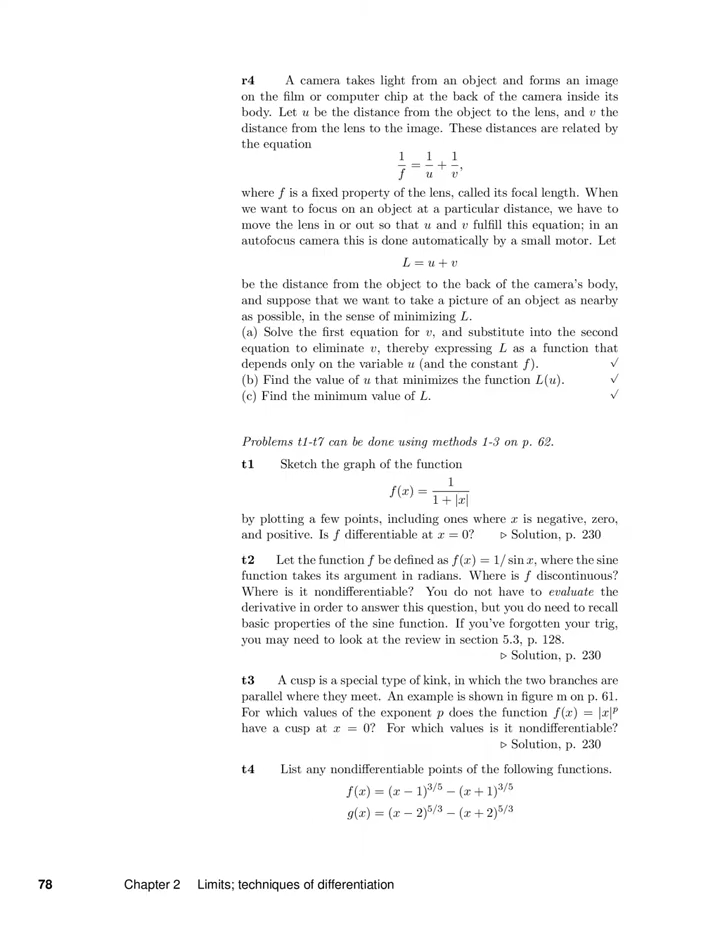 r4 A camera takes light from an object and forms an image
on the film or computer chip at the back of the camera inside its
body. Let u be the distance from the object to the lens, and v the
distance from the lens to the image. These distances are related by
the equation
1/f = 1/u + 1/v,
where f is a fixed property of the lens, called its focal length. When
we want to focus on an object at a particular distance, we have to
move the lens in or out so that u and v fulfill this equation; in an
autofocus camera this is done automatically by a small motor. Let
L = u + v
be the distance from the object to the back of the camera's body,
and suppose that we want to take a picture of an object as nearby
as possible, in the sense of minimizing L.
(a) Solve the first equation for v, and substitute into the second
equation to eliminate v, thereby expressing L as a function that
depends only on the variable u (and the constant f). √
(b) Find the value of u that minimizes the function L(u). √
(c) Find the minimum value of L. √
Problems t1-t7 can be done using methods 1-3 on p. 62.
t1 Sketch the graph of the function
f(x) = 1/(1 + |x|)
by plotting a few points, including ones where x is negative, zero,
and positive. Is f differentiable at x = 0? ▷ Solution, p. 230
t2 Let the function f be defined as f(x) = 1/ sin x, where the sine
function takes its argument in radians. Where is f discontinuous?
Where is it nondifferentiable? You do not have to evaluate the
derivative in order to answer this question, but you do need to recall
basic properties of the sine function. If you've forgotten your trig,
you may need to look at the review in section 5.3, p. 128.
▷ Solution, p. 230
t3 A cusp is a special type of kink, in which the two branches are
parallel where they meet. An example is shown in figure m on p. 61.
For which values of the exponent p does the function f(x) = |x|^p
have a cusp at x = 0? For which values is it nondifferentiable?
▷ Solution, p. 230
t4 List any nondifferentiable points of the following functions.
f(x) = (x − 1)^3/5 − (x + 1)^3/5
g(x) = (x − 2)^5/3 − (x + 2)^5/3
78 Chapter 2 Limits; techniques of differentiation